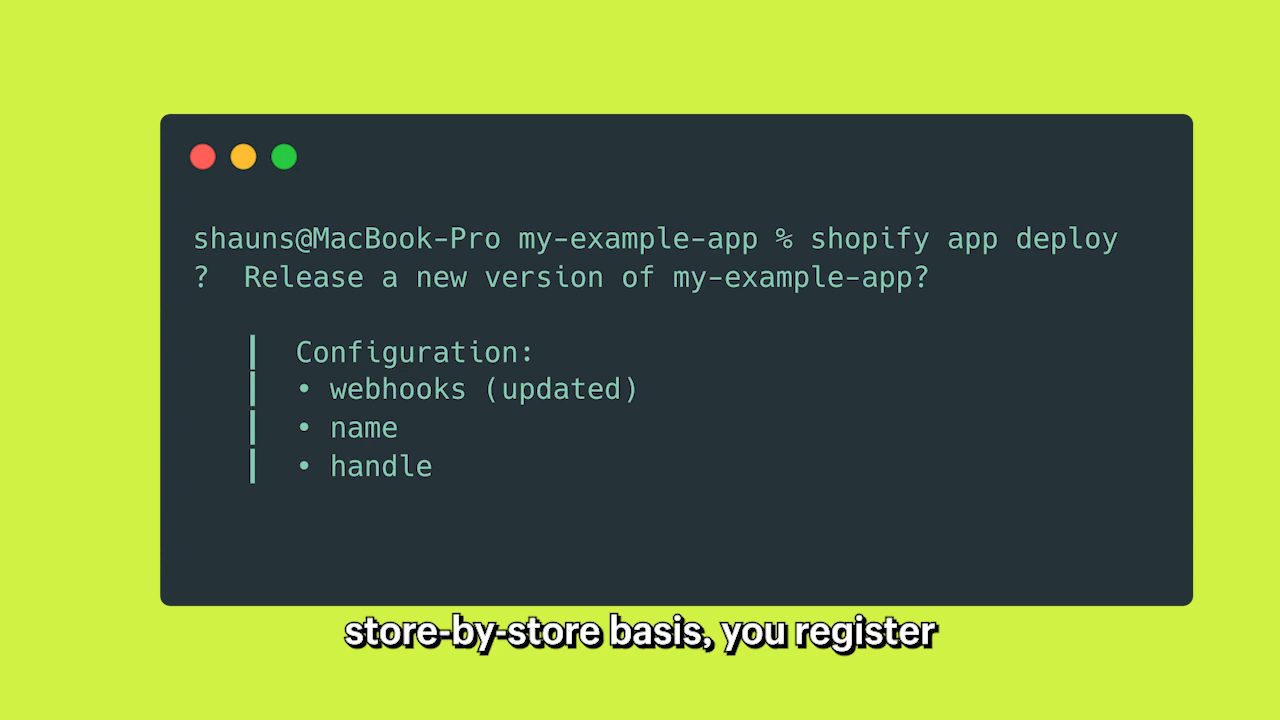 shauns@MacBook-Pro my-example-app % shopify app deploy
? Release a new version of my-example-app?
Configuration:
• webhooks (updated)
• name
• handle
store-by-store basis, you register